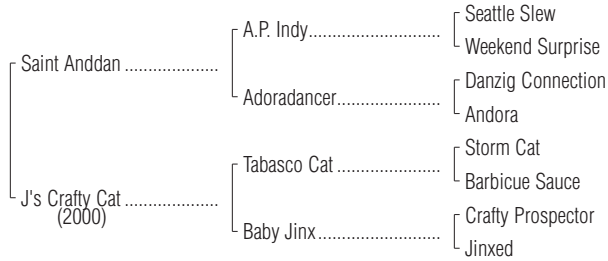 Seattle Slew
A.P. Indy
Weekend Surprise
Saint Anddan
Danzig Connection
Adoradancer
Andora
Storm Cat
Tabasco Cat
Barbicue Sauce
J's Crafty Cat
(2000)
Crafty Prospector
Baby Jinx
Jinxed